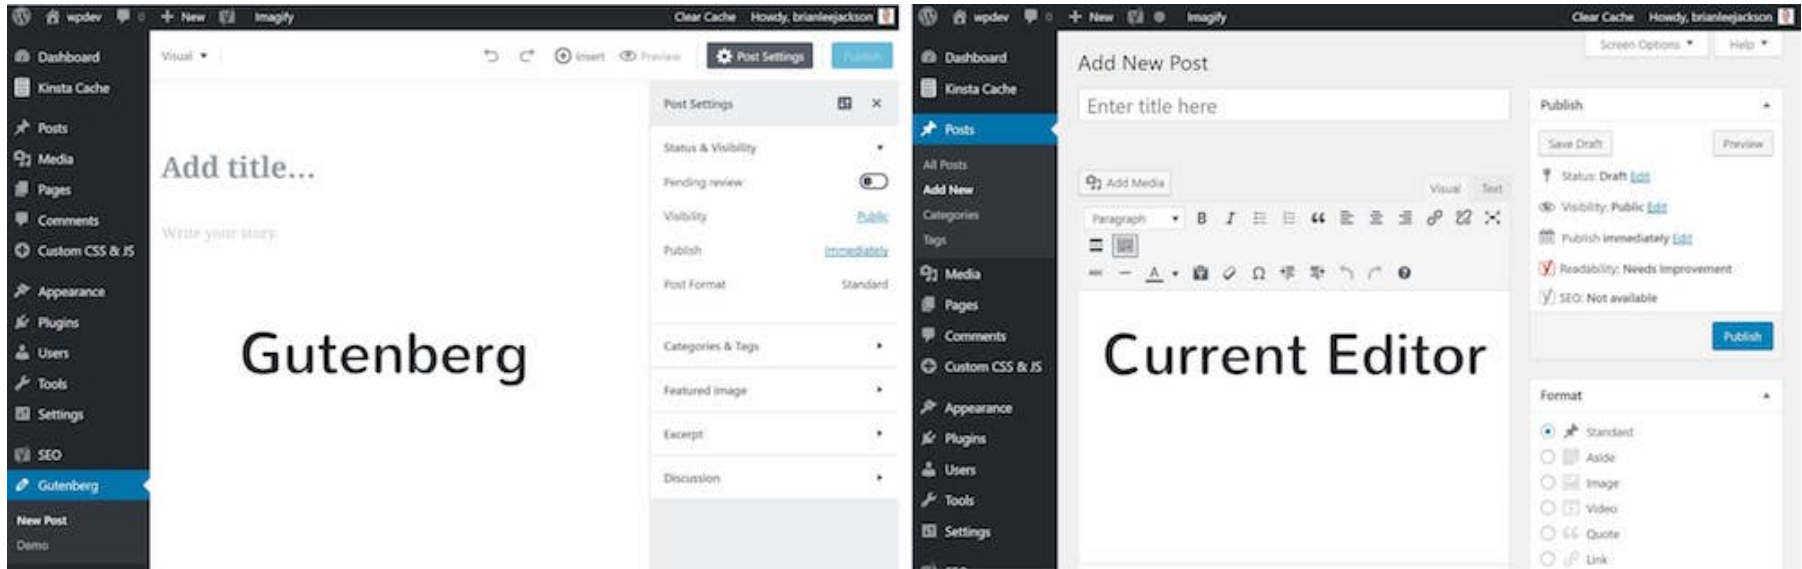 wpdev 0 + New Imagify Clear Cache Howdy, brianleejackson
Dashboard
Kinsta Cache
Posts
Media
Pages
Comments
Custom CSS & JS
Appearance
Plugins
Users
Tools
Settings
SEO
Gutenberg
New Post
Demo
Visual Insert Preview Post Settings Publish
Add title...
Write your story
Gutenberg
Post Settings
Status & Visibility
Pending review
Visibility Public
Publish Immediately
Post Format Standard
Categories & Tags
Featured Image
Excerpt
Discussion
wpdev 0 + New Imagify Clear Cache Howdy, brianleejackson
Dashboard
Kinsta Cache
Posts
All Posts
Add New
Categories
Tags
Media
Pages
Comments
Custom CSS & JS
Appearance
Plugins
Users
Tools
Settings
Screen Options Help
Add New Post
Enter title here
Add Media Visual Text
Paragraph B I
ABC A Ω
Current Editor
Publish
Save Draft Preview
Status: Draft Edit
Visibility: Public Edit
Publish immediately Edit
Readability: Needs Improvement
SEO: Not available
Publish
Format
Standard
Aside
Image
Video
Quote
Link